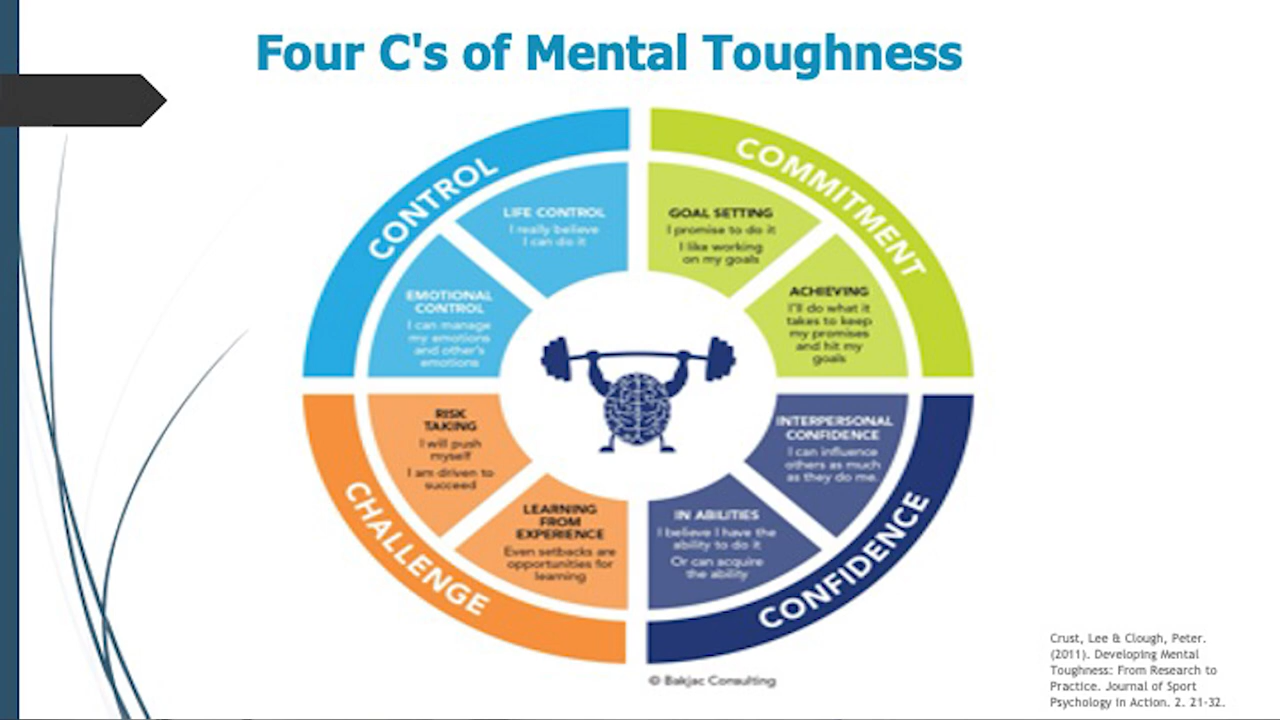 Four C's of Mental Toughness
CONTROL
LIFE CONTROL
I really believe
I can do it
EMOTIONAL
CONTROL
I can manage
my emotions
and other's
emotions
COMMITMENT
GOAL SETTING
I promise to do it
I like working
on my goals
ACHIEVING
I'll do what it
takes to keep
my promises
and hit my
goals
CHALLENGE
RISK
TAKING
I will push
myself
I am driven to
succeed
LEARNING
FROM
EXPERIENCE
Even setbacks are
opportunities for
learning
CONFIDENCE
INTERPERSONAL
CONFIDENCE
I can influence
others as much
as they do me.
IN ABILITIES
I believe I have the
ability to do it
Or can acquire
the ability
© Bakjac Consulting
Crust, Lee & Clough, Peter.
(2011). Developing Mental
Toughness: From Research to
Practice. Journal of Sport
Psychology in Action. 2. 21-32.